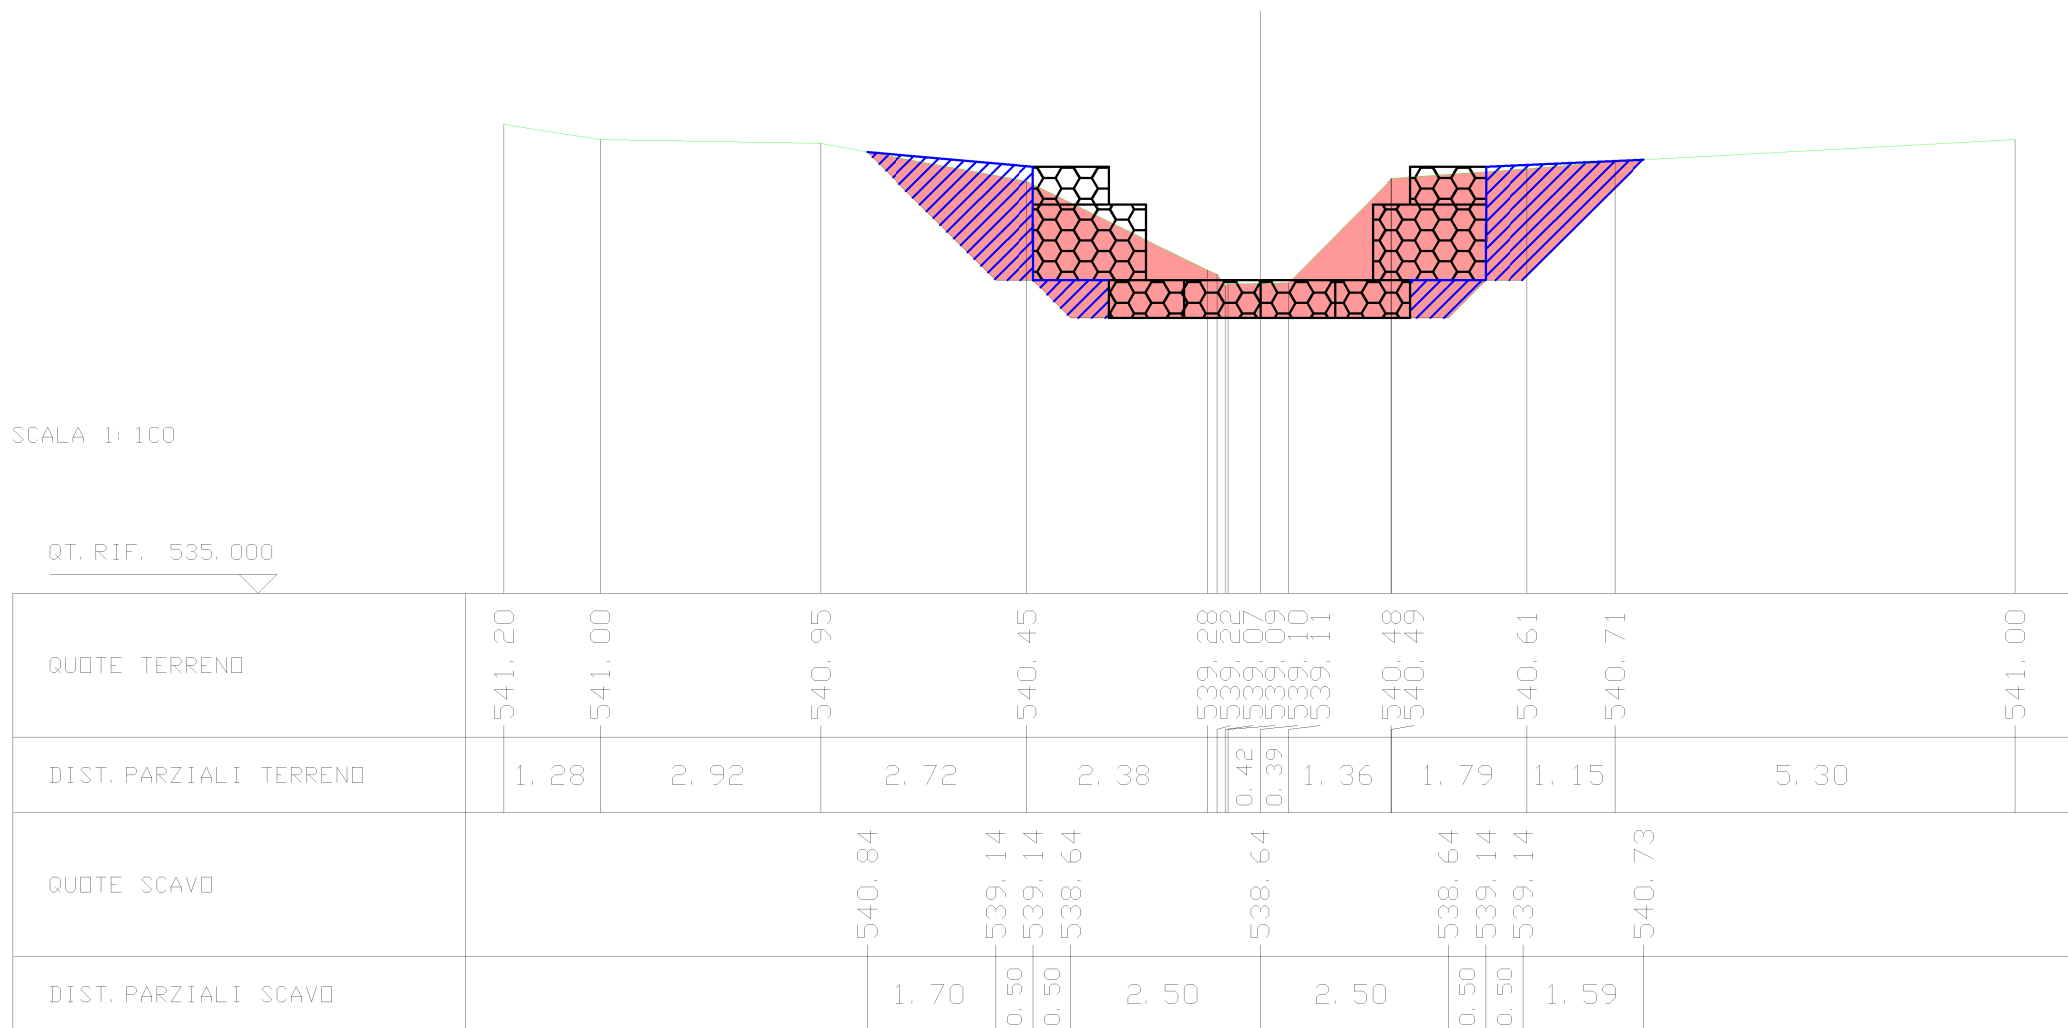 SCALA 1:100
QT.RIF. 535.000
QUOTE TERRENO 541.20 541.00 540.95 540.45 539.28 539.22 539.07 539.09 539.10 539.11 540.48 540.49 540.61 540.71 541.00
DIST.PARZIALI TERRENO 1.28 2.92 2.72 2.38 0.42 0.39 1.36 1.79 1.15 5.30
QUOTE SCAVO 540.84 539.14 539.14 538.64 538.64 538.64 539.14 539.14 540.73
DIST.PARZIALI SCAVO 1.70 0.50 0.50 2.50 2.50 0.50 0.50 1.59